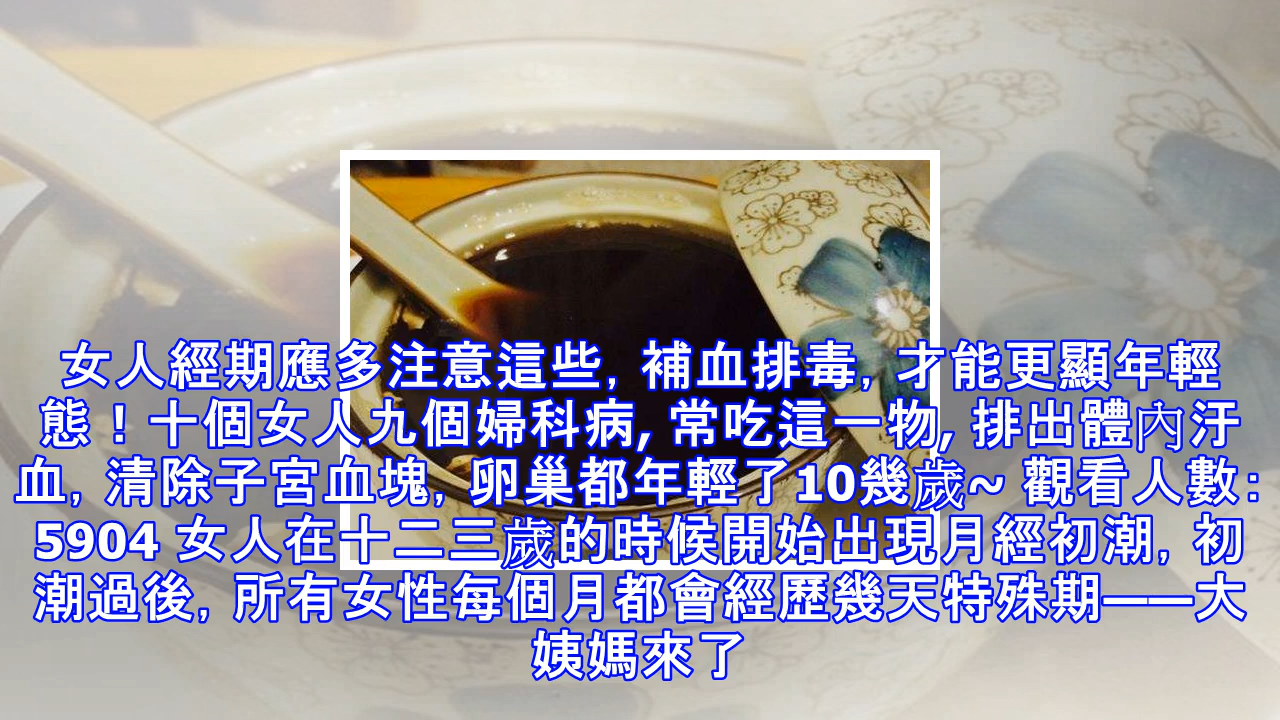 女人經期應多注意這些, 補血排毒, 才能更顯年輕
態！十個女人九個婦科病, 常吃這一物, 排出體內汙
血, 清除子宮血塊, 卵巢都年輕了10幾歲~ 觀看人數:
5904 女人在十二三歲的時候開始出現月經初潮, 初
潮過後, 所有女性每個月都會經歷幾天特殊期——大
姨媽來了